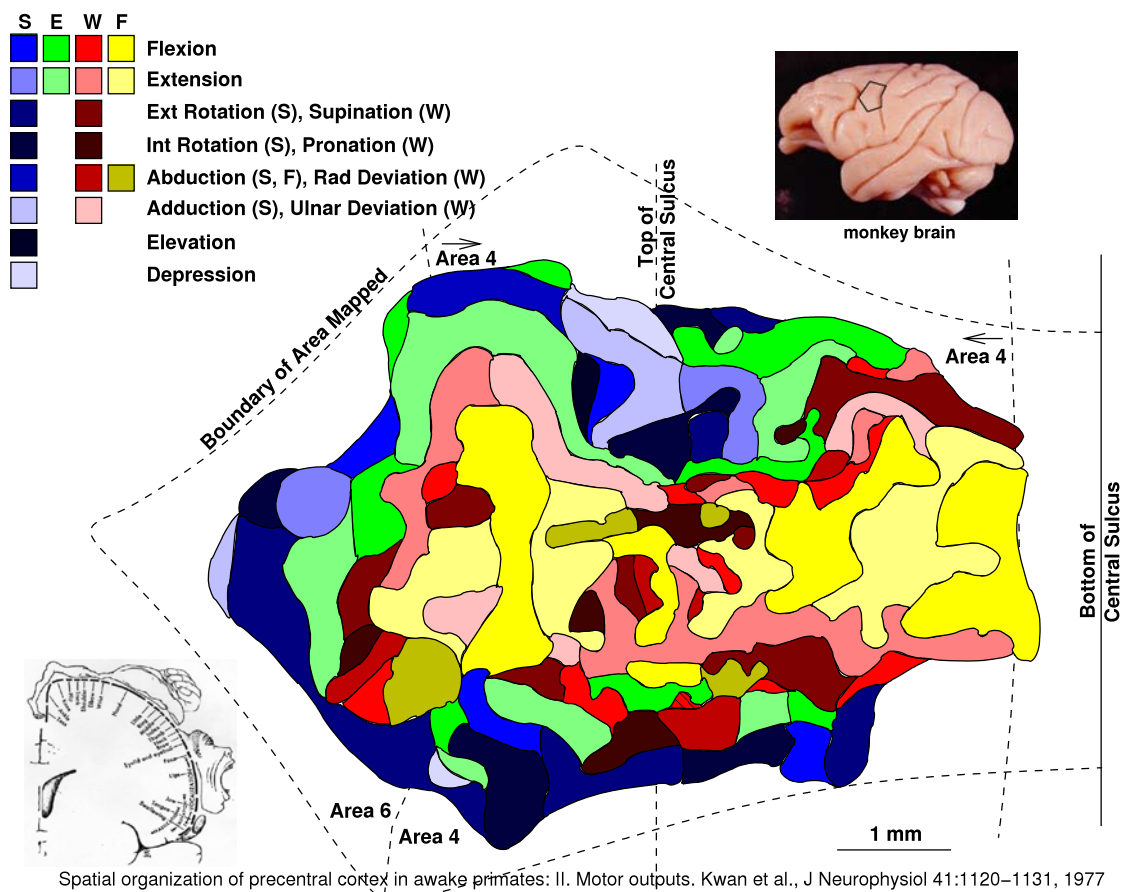 S E W F
Flexion
Extension
Ext Rotation (S), Supination (W)
Int Rotation (S), Pronation (W)
Abduction (S, F), Rad Deviation (W)
Adduction (S), Ulnar Deviation (W)
Elevation
Depression
monkey brain
Top of
Central Sulcus
Area 4
Boundary of Area Mapped
Area 4
Bottom of
Central Sulcus
Area 6
Area 4
1 mm
Spatial organization of precentral cortex in awake primates: II. Motor outputs. Kwan et al., J Neurophysiol 41:1120–1131, 1977